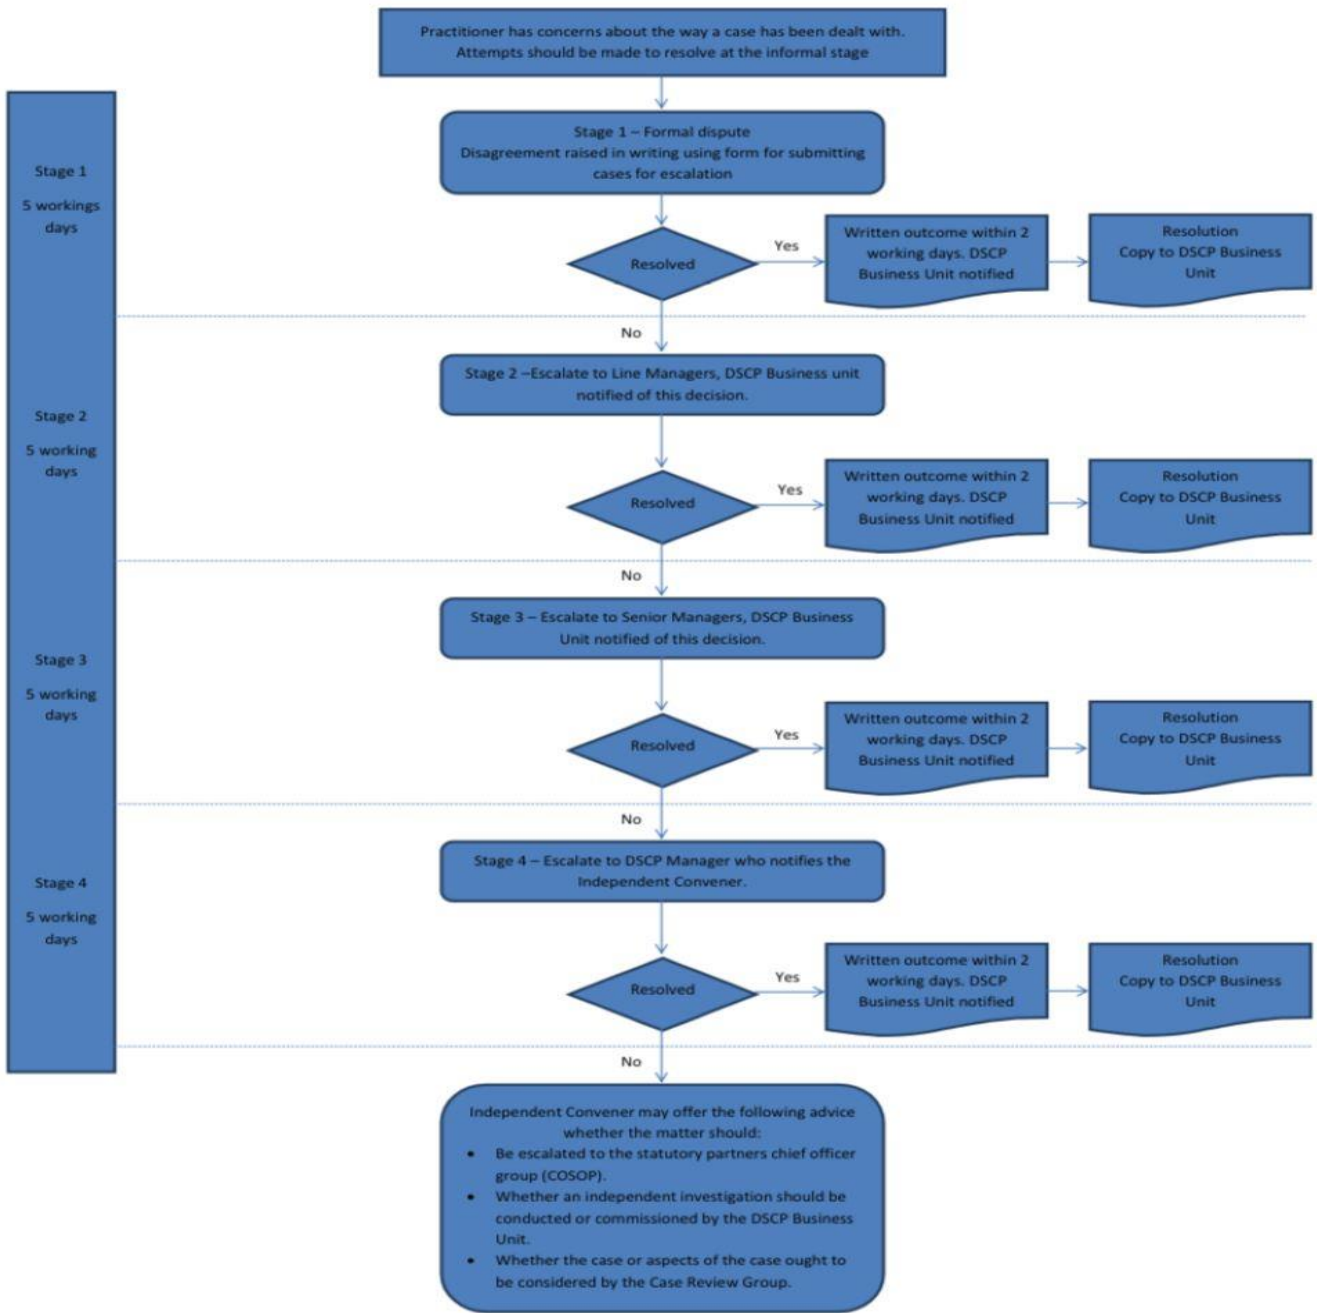 Practitioner has concerns about the way a case has been dealt with.
Attempts should be made to resolve at the informal stage
Stage 1 – Formal dispute
Disagreement raised in writing using form for submitting
cases for escalation
Stage 1
5 workings
days
Resolved
Yes
Written outcome within 2
working days. DSCP
Business Unit notified
Resolution
Copy to DSCP Business
Unit
No
Stage 2 –Escalate to Line Managers, DSCP Business unit
notified of this decision.
Stage 2
5 working
days
Resolved
Yes
Written outcome within 2
working days. DSCP
Business Unit notified
Resolution
Copy to DSCP Business
Unit
No
Stage 3 – Escalate to Senior Managers, DSCP Business
Unit notified of this decision.
Stage 3
5 working
days
Resolved
Yes
Written outcome within 2
working days. DSCP
Business Unit notified
Resolution
Copy to DSCP Business
Unit
No
Stage 4 – Escalate to DSCP Manager who notifies the
Independent Convener.
Stage 4
5 working
days
Resolved
Yes
Written outcome within 2
working days. DSCP
Business Unit notified
Resolution
Copy to DSCP Business
Unit
No
Independent Convener may offer the following advice
whether the matter should:
• Be escalated to the statutory partners chief officer
group (COSOP).
• Whether an independent investigation should be
conducted or commissioned by the DSCP Business
Unit.
• Whether the case or aspects of the case ought to
be considered by the Case Review Group.